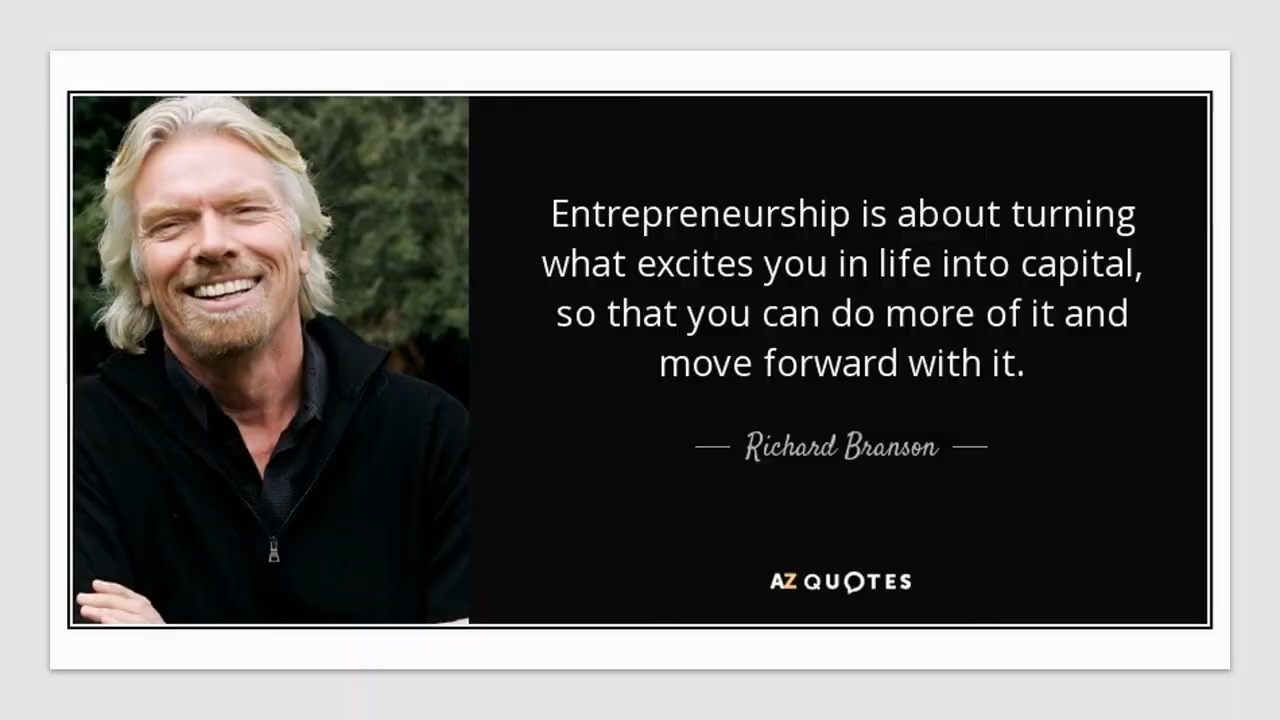 Entrepreneurship is about turning
what excites you in life into capital,
so that you can do more of it and
move forward with it.
Richard Branson
AZ QUOTES